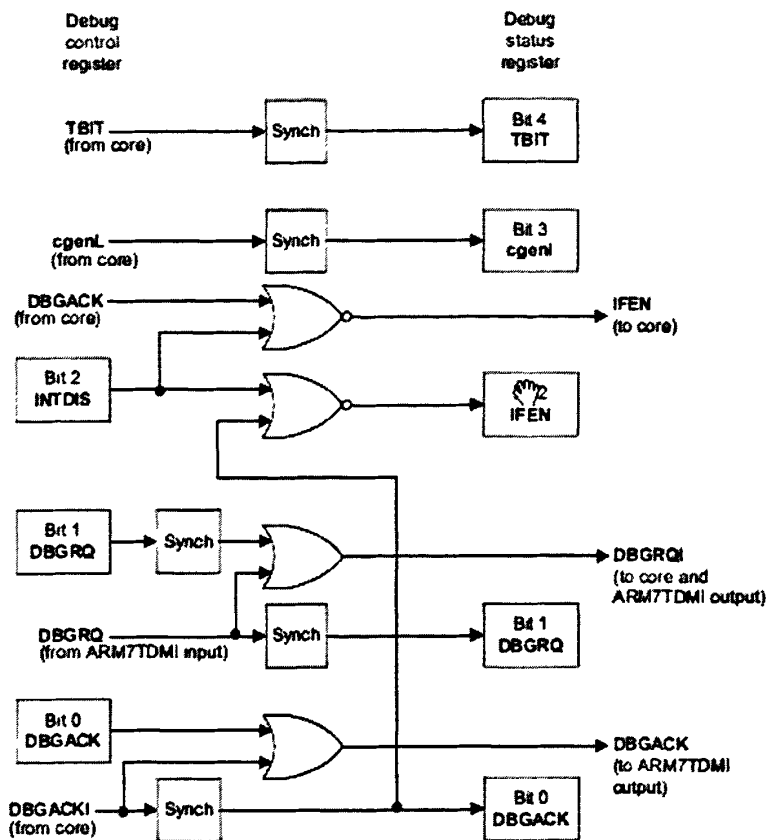 Debug
control
register
Debug
status
register
TBIT
(from core)
Synch
Bit 4
TBIT
cgenL
(from core)
Synch
Bit 3
cgenl
DBGACK
(from core)
IFEN
(to core)
Bit 2
INTDIS
2
IFEN
Bit 1
DBGRQ
Synch
DBGRQI
(to core and
ARM7TDMI output)
DBGRQ
(from ARM7TDMI input)
Synch
Bit 1
DBGRQ
Bit 0
DBGACK
DBGACK
(to ARM7TDMI
output)
DBGACKI
(from core)
Synch
Bit 0
DBGACK